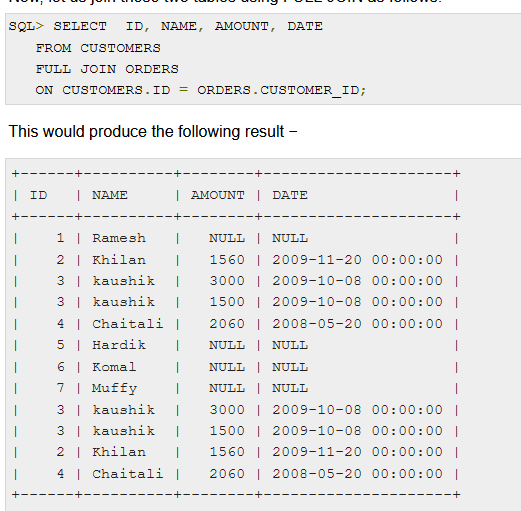 SQL> SELECT  ID, NAME, AMOUNT, DATE
   FROM CUSTOMERS
   FULL JOIN ORDERS
   ON CUSTOMERS.ID = ORDERS.CUSTOMER_ID;
This would produce the following result −
+------+----------+--------+---------------------+
| ID   | NAME     | AMOUNT | DATE                |
+------+----------+--------+---------------------+
|    1 | Ramesh   |   NULL | NULL                |
|    2 | Khilan   |   1560 | 2009-11-20 00:00:00 |
|    3 | kaushik  |   3000 | 2009-10-08 00:00:00 |
|    3 | kaushik  |   1500 | 2009-10-08 00:00:00 |
|    4 | Chaitali |   2060 | 2008-05-20 00:00:00 |
|    5 | Hardik   |   NULL | NULL                |
|    6 | Komal    |   NULL | NULL                |
|    7 | Muffy    |   NULL | NULL                |
|    3 | kaushik  |   3000 | 2009-10-08 00:00:00 |
|    3 | kaushik  |   1500 | 2009-10-08 00:00:00 |
|    2 | Khilan   |   1560 | 2009-11-20 00:00:00 |
|    4 | Chaitali |   2060 | 2008-05-20 00:00:00 |
+------+----------+--------+---------------------+